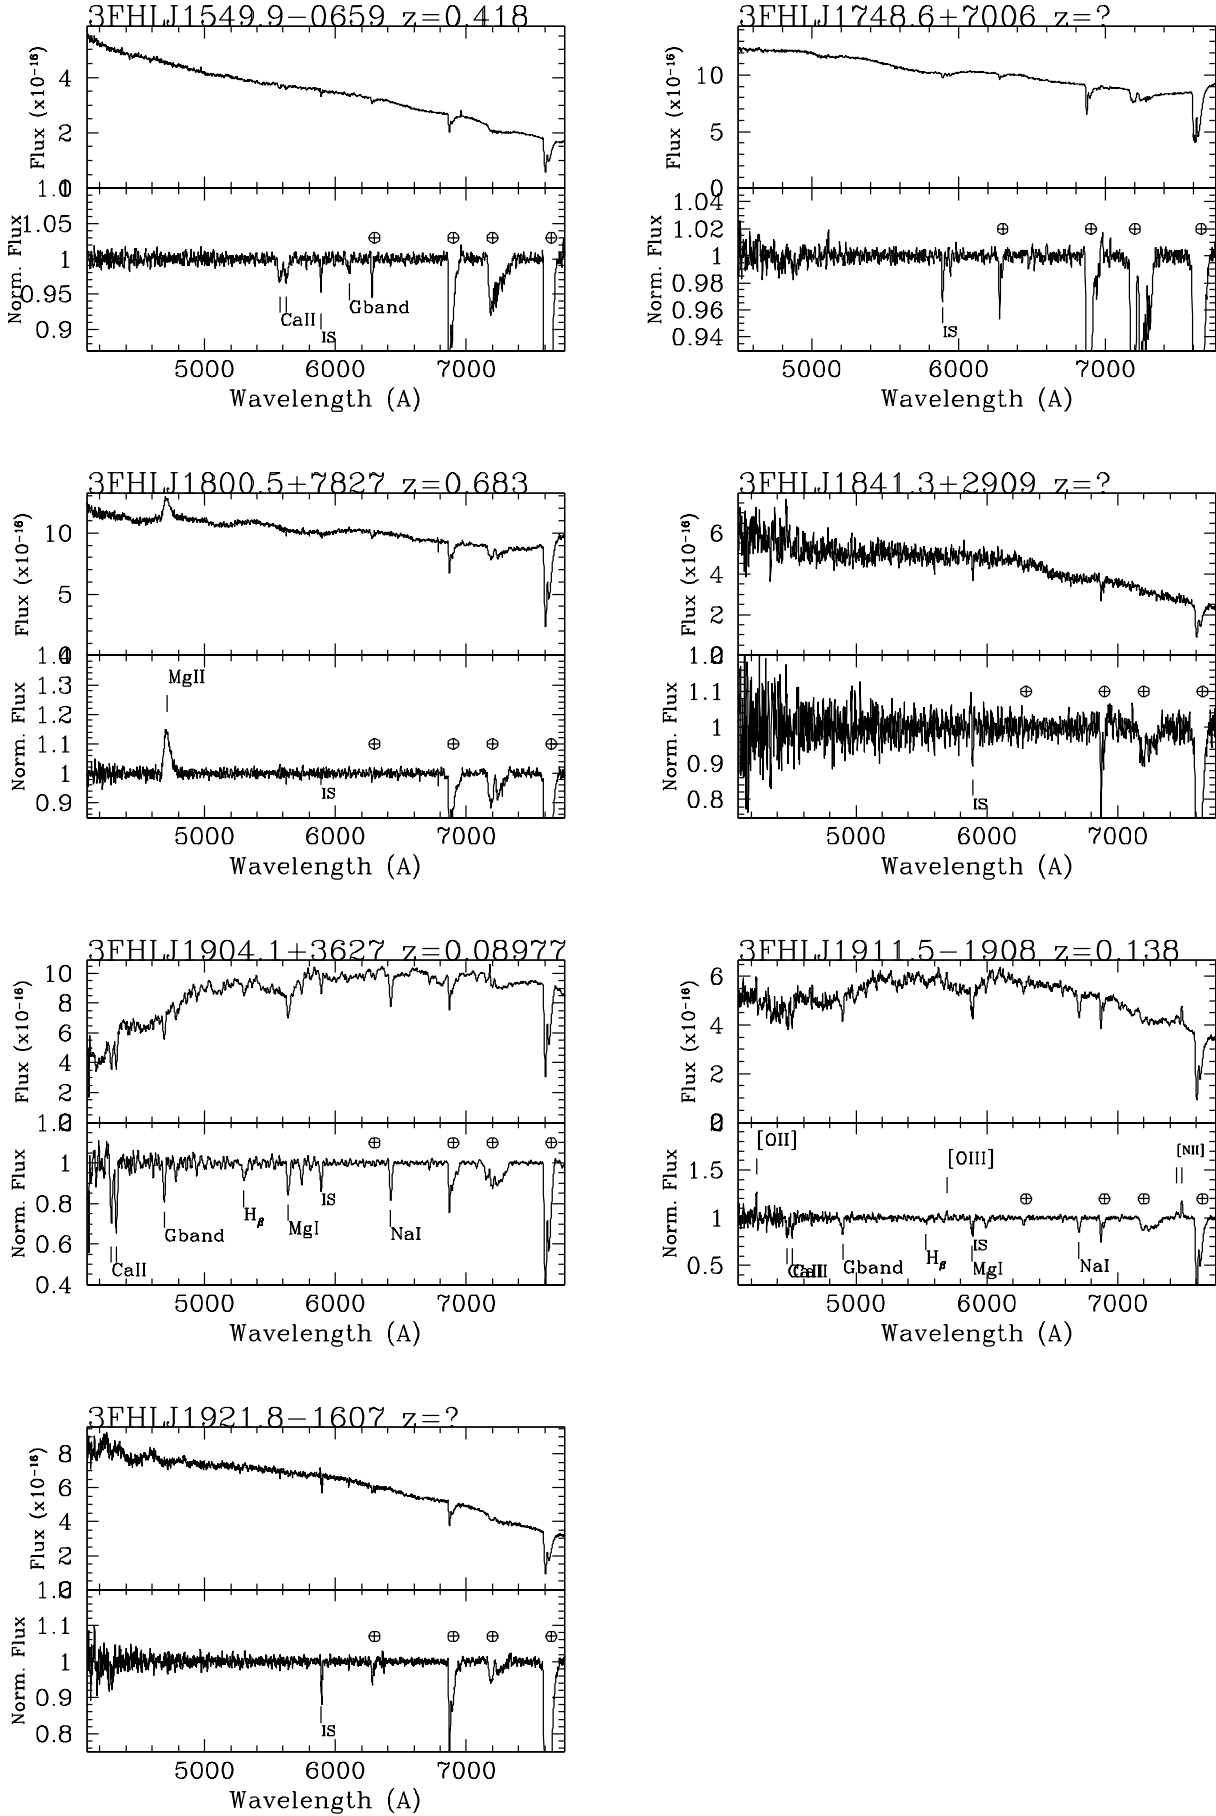 3FHLJ1549.9−0659 z=0.418
Flux (x10⁻¹⁶)
4
2
0
1.0
1.05
1
0.95
0.9
Norm. Flux
CaII
IS
Gband
⊕ ⊕ ⊕ ⊕
5000 6000 7000
Wavelength (A)
3FHLJ1748.6+7006 z=?
Flux (x10⁻¹⁶)
10
5
0
1.04
1.02
1
0.98
0.96
0.94
Norm. Flux
IS
⊕ ⊕ ⊕ ⊕
5000 6000 7000
Wavelength (A)
3FHLJ1800.5+7827 z=0.683
Flux (x10⁻¹⁶)
10
5
1.3
1.2
1.1
1
0.9
Norm. Flux
MgII
IS
⊕ ⊕ ⊕ ⊕
5000 6000 7000
Wavelength (A)
3FHLJ1841.3+2909 z=?
Flux (x10⁻¹⁶)
6
4
2
1.1
1
0.9
0.8
Norm. Flux
IS
⊕ ⊕ ⊕ ⊕
5000 6000 7000
Wavelength (A)
3FHLJ1904.1+3627 z=0.08977
Flux (x10⁻¹⁶)
10
8
6
4
2
1
0.8
0.6
0.4
Norm. Flux
CaII
Gband
Hᵦ
MgI
IS
NaI
⊕ ⊕ ⊕ ⊕
5000 6000 7000
Wavelength (A)
3FHLJ1911.5−1908 z=0.138
Flux (x10⁻¹⁶)
6
4
2
0
1.5
1
0.5
Norm. Flux
[OII]
[OIII]
[NII]
Gband
Hᵦ
IS
MgI
NaI
⊕ ⊕ ⊕ ⊕
5000 6000 7000
Wavelength (A)
3FHLJ1921.8−1607 z=?
Flux (x10⁻¹⁶)
8
6
4
2
1.1
1
0.9
0.8
Norm. Flux
IS
⊕ ⊕ ⊕ ⊕
5000 6000 7000
Wavelength (A)